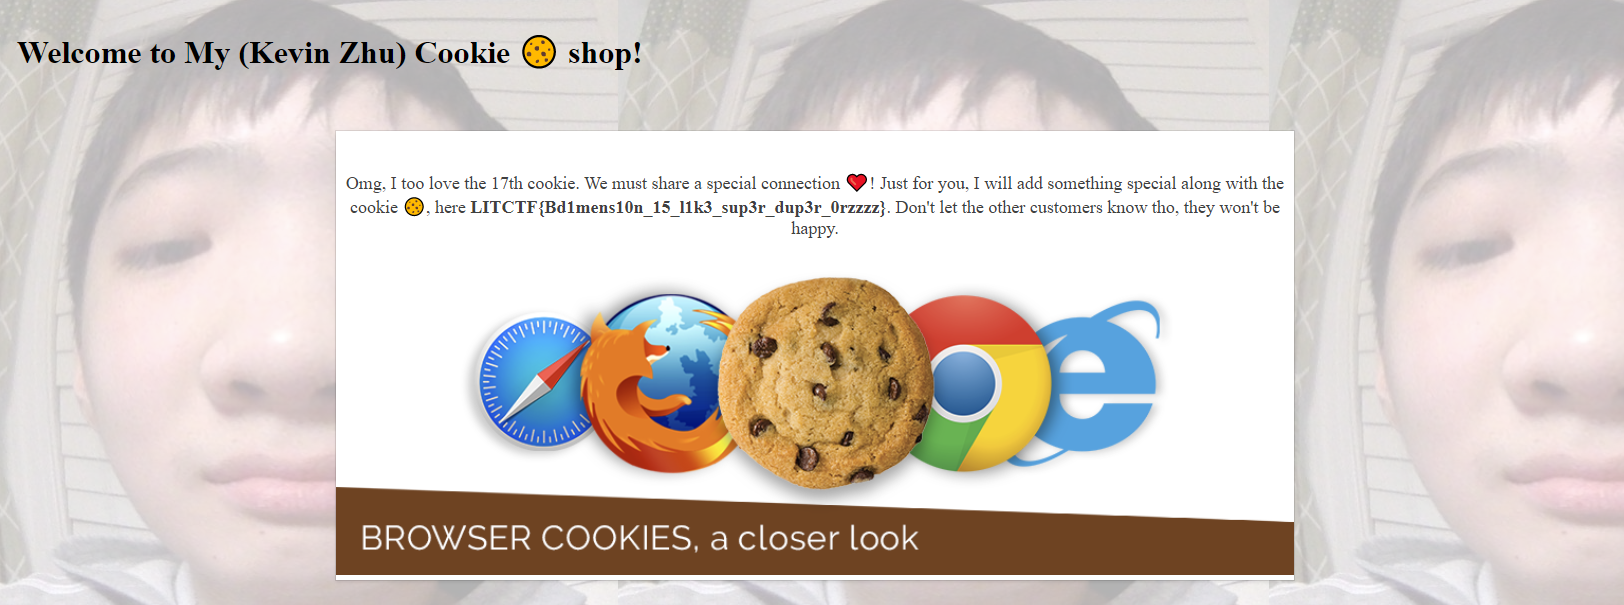 Welcome to My (Kevin Zhu) Cookie 🍪 shop!
Omg, I too love the 17th cookie. We must share a special connection ❤️! Just for you, I will add something special along with the
cookie 🍪, here LITCTF{Bd1mens10n_15_l1k3_sup3r_dup3r_0rzzzz}. Don't let the other customers know tho, they won't be
happy.
BROWSER COOKIES, a closer look